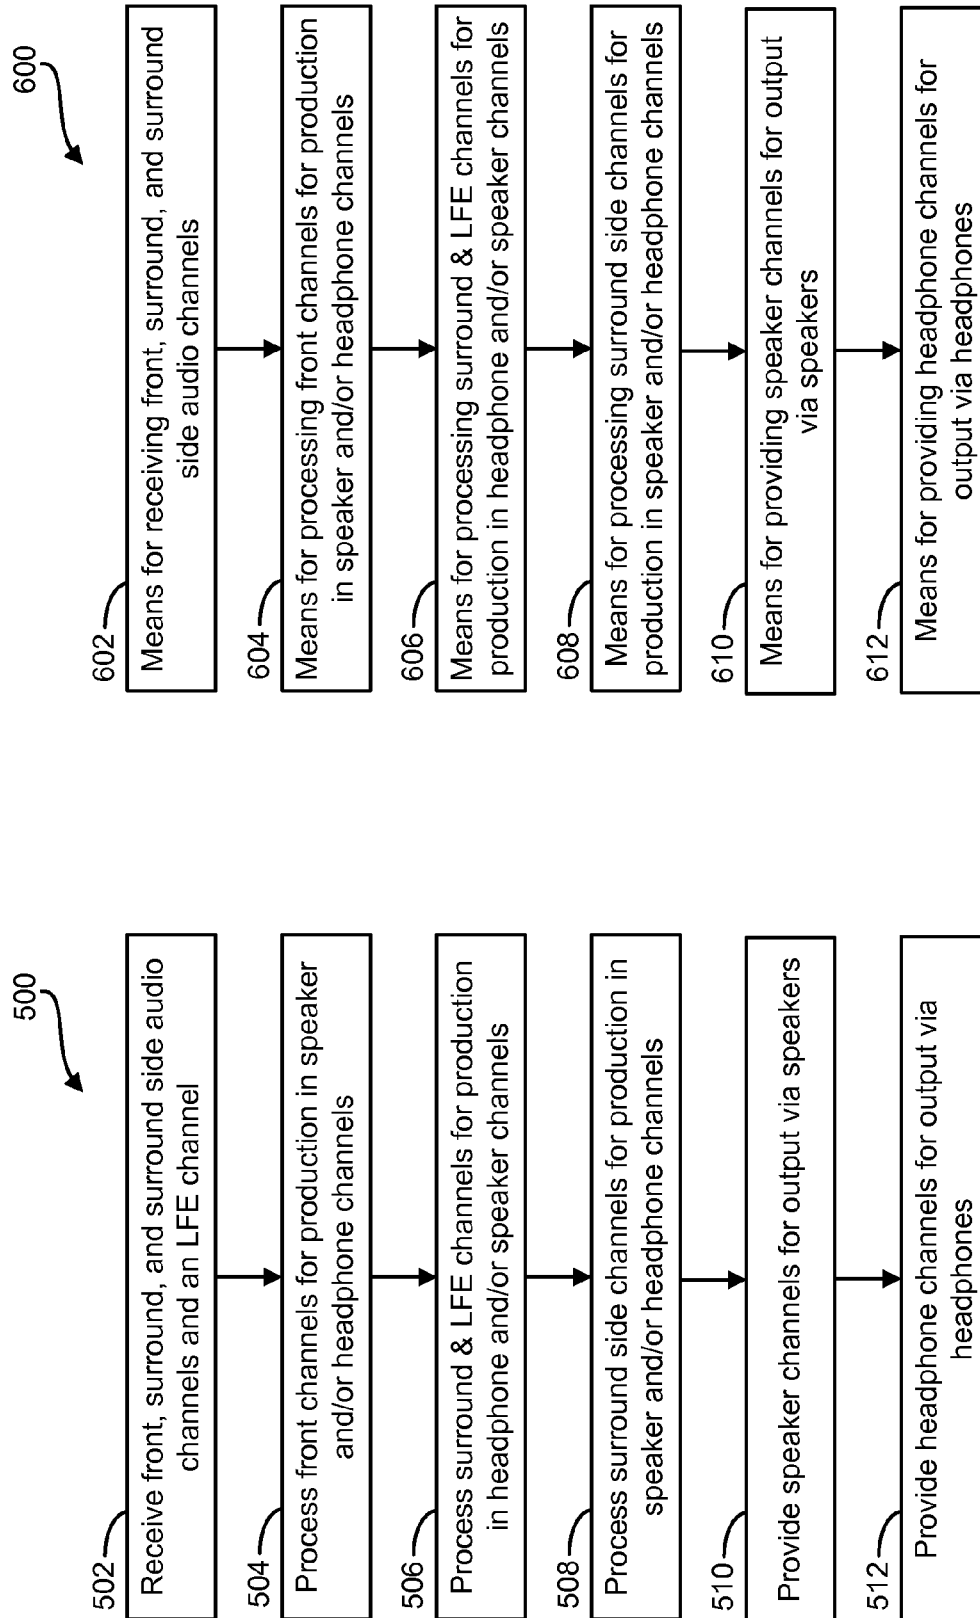 500
502
Receive front, surround, and surround side audio
channels and an LFE channel
504
Process front channels for production in speaker
and/or headphone channels
506
Process surround & LFE channels for production
in headphone and/or speaker channels
508
Process surround side channels for production in
speaker and/or headphone channels
510
Provide speaker channels for output via speakers
512
Provide headphone channels for output via
headphones
600
602
Means for receiving front, surround, and surround
side audio channels
604
Means for processing front channels for production
in speaker and/or headphone channels
606
Means for processing surround & LFE channels for
production in headphone and/or speaker channels
608
Means for processing surround side channels for
production in speaker and/or headphone channels
610
Means for providing speaker channels for output
via speakers
612
Means for providing headphone channels for
output via headphones